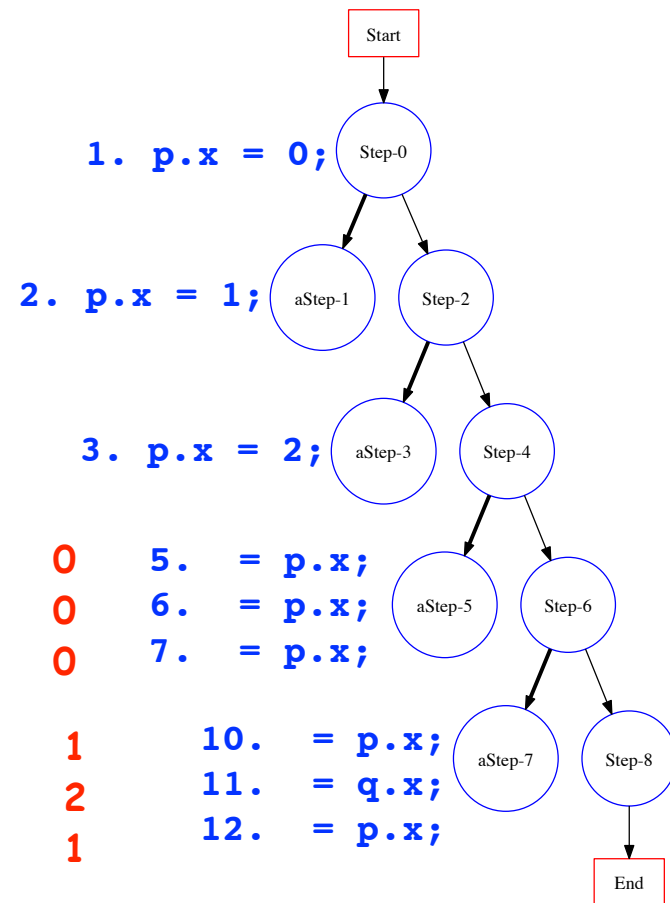 Start
1. p.x = 0; Step-0
2. p.x = 1; aStep-1 Step-2
3. p.x = 2; aStep-3 Step-4
0 5. = p.x;
0 6. = p.x; aStep-5 Step-6
0 7. = p.x;
1 10. = p.x; aStep-7 Step-8
2 11. = q.x;
1 12. = p.x;
End